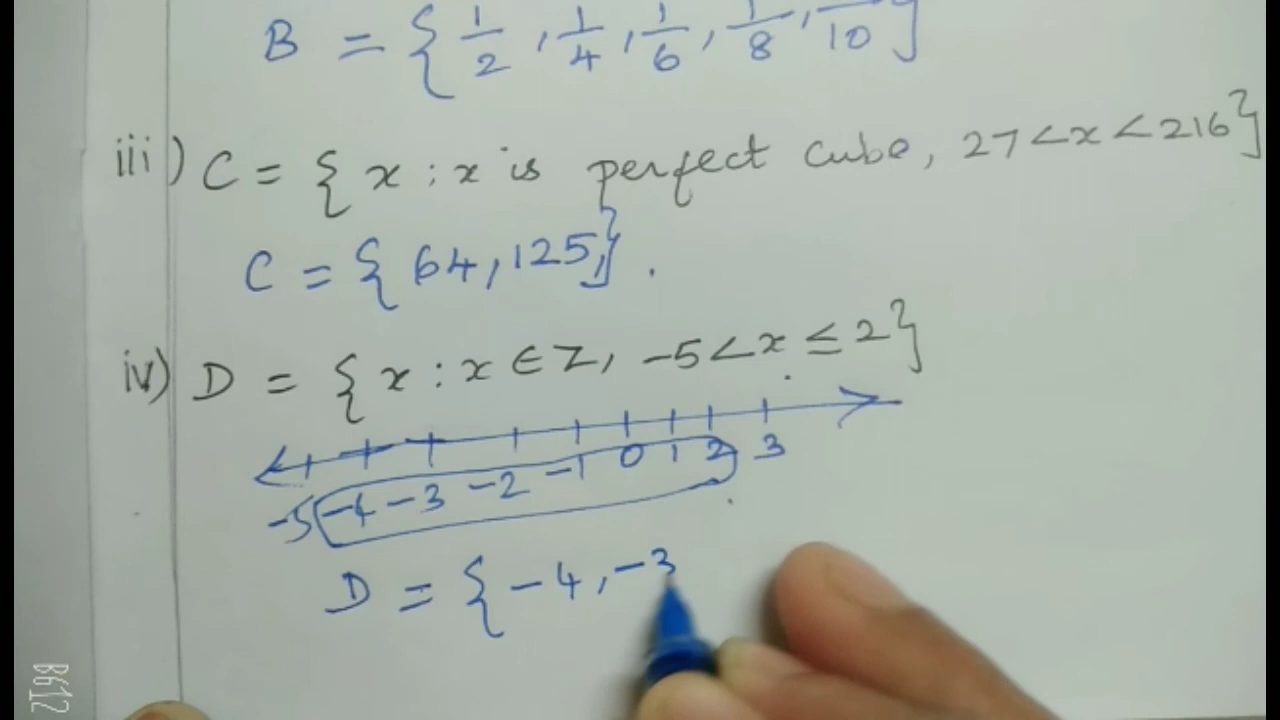 B = { 1/2 , 1/4 , 1/6 , 1/8 , /10 }
iii) C = { x : x is perfect cube, 27 < x < 216 }
C = { 64, 125, } .
iv) D = { x : x ∈ Z, -5 < x ≤ 2 }
-5 -4 -3 -2 -1 0 1 2 3
D = { -4, -3
B612